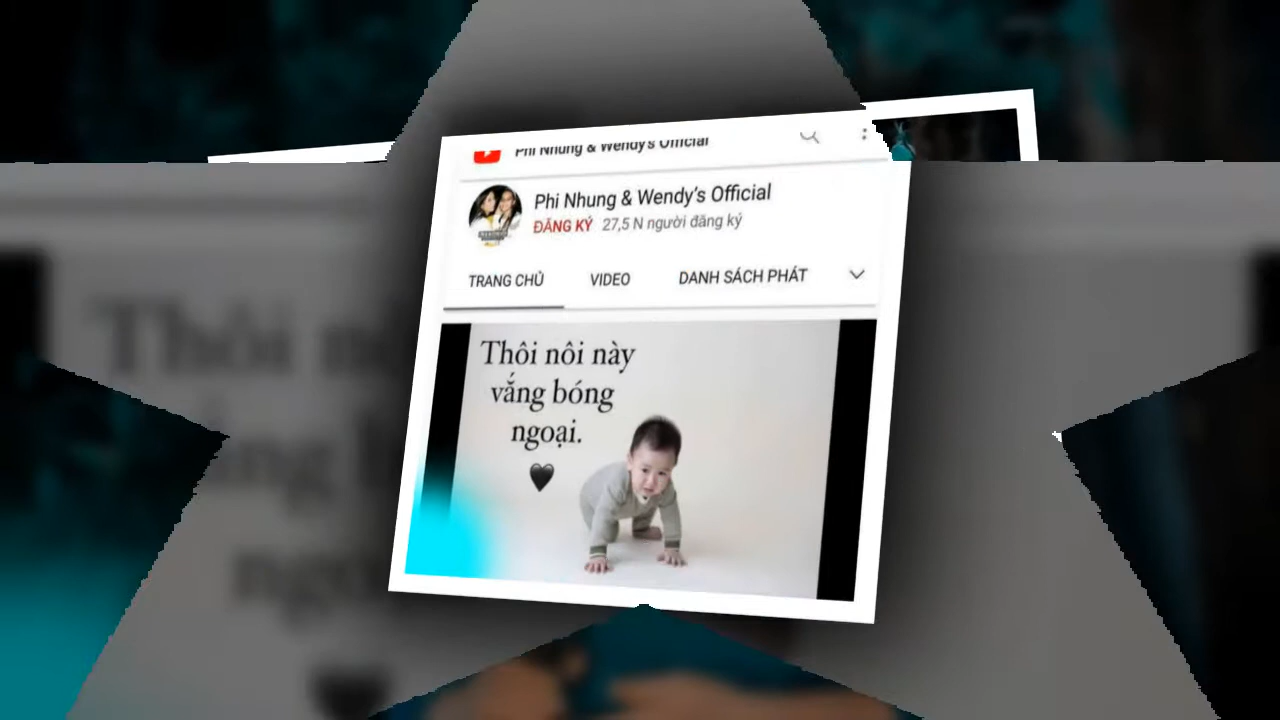 Phi Nhung & Wendy's Official
Phi Nhung & Wendy's Official
ĐĂNG KÝ 27,5 N người đăng ký
TRANG CHỦ VIDEO DANH SÁCH PHÁT
Thôi nôi này
vắng bóng
ngoại.